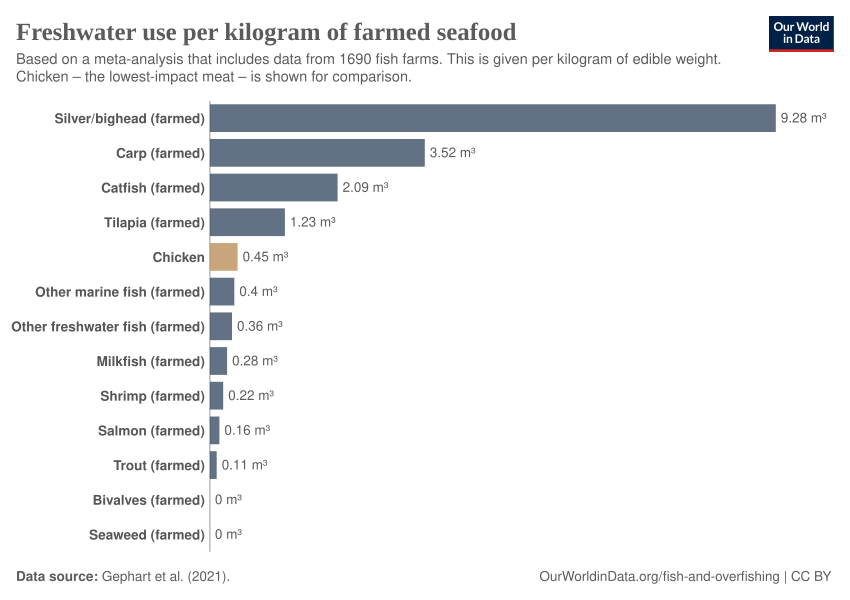 Freshwater use per kilogram of farmed seafood
Our World
in Data
Based on a meta-analysis that includes data from 1690 fish farms. This is given per kilogram of edible weight.
Chicken – the lowest-impact meat – is shown for comparison.
Silver/bighead (farmed) 9.28 m³
Carp (farmed) 3.52 m³
Catfish (farmed) 2.09 m³
Tilapia (farmed) 1.23 m³
Chicken 0.45 m³
Other marine fish (farmed) 0.4 m³
Other freshwater fish (farmed) 0.36 m³
Milkfish (farmed) 0.28 m³
Shrimp (farmed) 0.22 m³
Salmon (farmed) 0.16 m³
Trout (farmed) 0.11 m³
Bivalves (farmed) 0 m³
Seaweed (farmed) 0 m³
Data source: Gephart et al. (2021).
OurWorldinData.org/fish-and-overfishing | CC BY